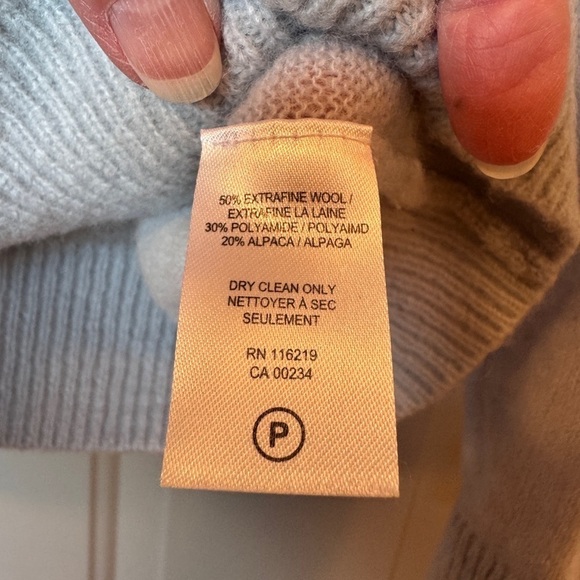 50% EXTRAFINE WOOL /
EXTRAFINE LA LAINE
30% POLYAMIDE / POLYAIMD
20% ALPACA / ALPAGA
DRY CLEAN ONLY
NETTOYER À SEC
SEULEMENT
RN 116219
CA 00234
P